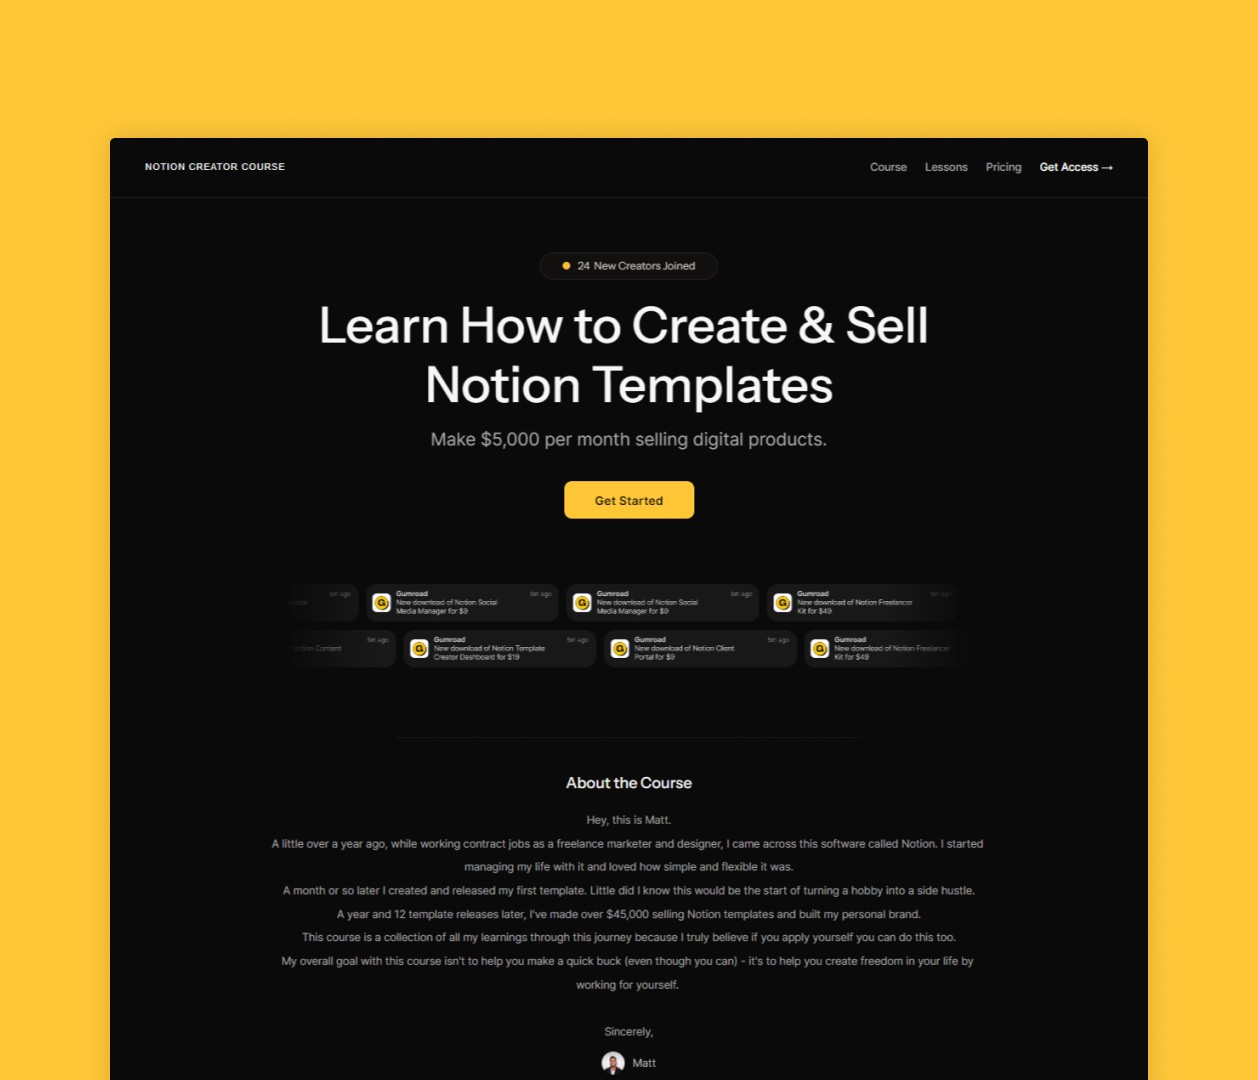 NOTION CREATOR COURSE
Course Lessons Pricing Get Access →
24 New Creators Joined
Learn How to Create & Sell
Notion Templates
Make $5,000 per month selling digital products.
Get Started
5m ago
Gumroad 5m ago
New download of Notion Social
Media Manager for $9
Gumroad 5m ago
New download of Notion Social
Media Manager for $9
Gumroad 5m ago
New download of Notion Freelancer
Kit for $49
5m ago
Notion Content
Gumroad 5m ago
New download of Notion Template
Creator Dashboard for $19
Gumroad 5m ago
New download of Notion Client
Portal for $9
Gumroad
New download of Notion Freelancer
Kit for $49
About the Course
Hey, this is Matt.
A little over a year ago, while working contract jobs as a freelance marketer and designer, I came across this software called Notion. I started
managing my life with it and loved how simple and flexible it was.
A month or so later I created and released my first template. Little did I know this would be the start of turning a hobby into a side hustle.
A year and 12 template releases later, I've made over $45,000 selling Notion templates and built my personal brand.
This course is a collection of all my learnings through this journey because I truly believe if you apply yourself you can do this too.
My overall goal with this course isn't to help you make a quick buck (even though you can) - it's to help you create freedom in your life by
working for yourself.
Sincerely,
Matt